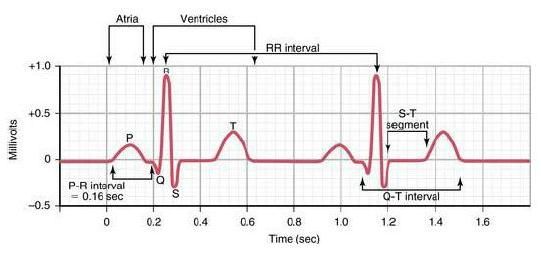 Atria
Ventricles
RR interval
+1.0
R
+0.5
S-T
segment
Millivolts
P
T
0
P-R interval
= 0.16 sec
Q
S
Q-T interval
−0.5
0 0.2 0.4 0.6 0.8 1.0 1.2 1.4 1.6
Time (sec)